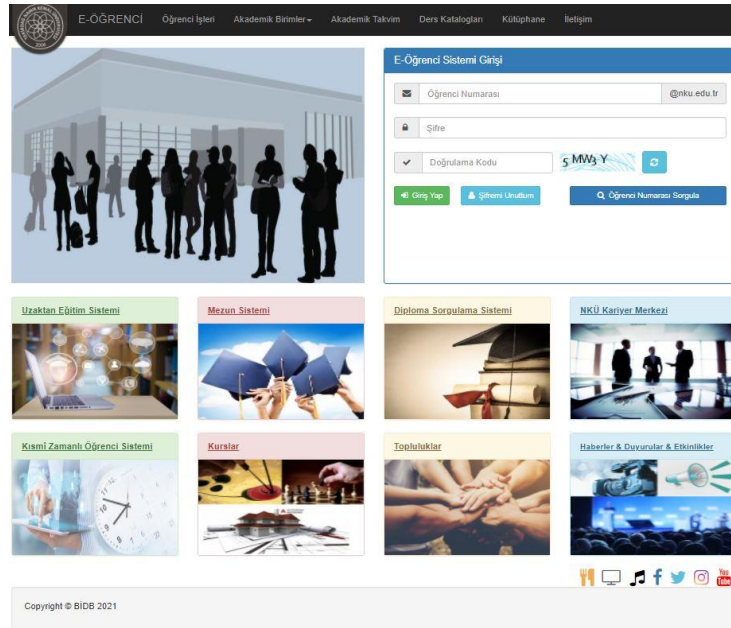 E-ÖĞRENCİ Öğrenci İşleri Akademik Birimler Akademik Takvim Ders Katalogları Kütüphane İletişim
2006
E-Öğrenci Sistemi Girişi
Öğrenci Numarası @nku.edu.tr
Şifre
Doğrulama Kodu 5 MW3 Y
Giriş Yap Şifremi Unuttum Öğrenci Numarası Sorgula
Uzaktan Eğitim Sistemi Mezun Sistemi Diploma Sorgulama Sistemi NKÜ Kariyer Merkezi
Kısmî Zamanlı Öğrenci Sistemi Kurslar Topluluklar Haberler & Duyurular & Etkinlikler
You
Tube
Copyright © BİDB 2021